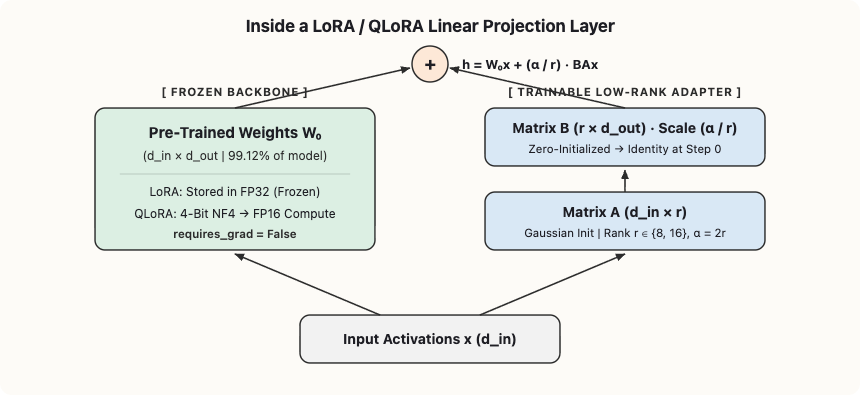 Inside a LoRA / QLoRA Linear Projection Layer
+
h = W₀x + (α / r) · BAx
[ FROZEN BACKBONE ]
[ TRAINABLE LOW-RANK ADAPTER ]
Pre-Trained Weights W₀
(d_in × d_out | 99.12% of model)
LoRA: Stored in FP32 (Frozen)
QLoRA: 4-Bit NF4 → FP16 Compute
requires_grad = False
Matrix B (r × d_out) · Scale (α / r)
Zero-Initialized → Identity at Step 0
Matrix A (d_in × r)
Gaussian Init | Rank r ∈ {8, 16}, α = 2r
Input Activations x (d_in)